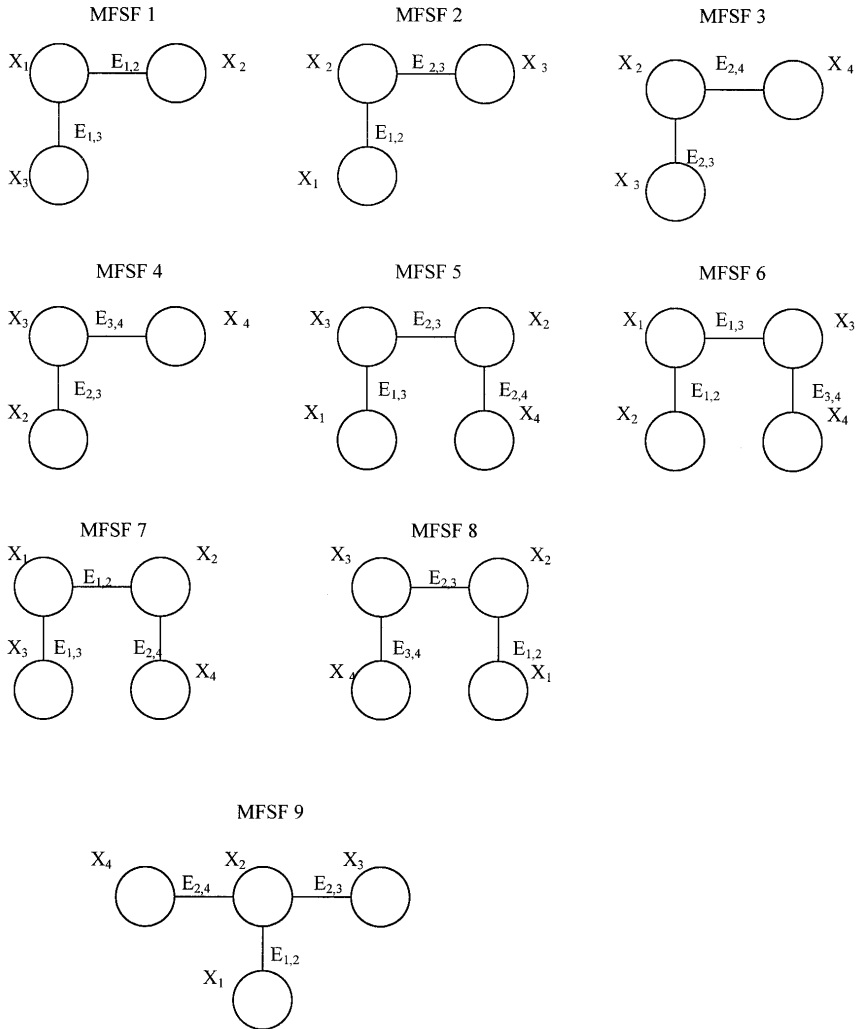 MFSF 1
MFSF 2
MFSF 3
X1 E1,2 X2
X2 E2,3 X3
X2 E2,4 X4
E1,3
E1,2
E2,3
X3
X1
X3
MFSF 4
MFSF 5
MFSF 6
X3 E3,4 X4
X3 E2,3 X2
X1 E1,3 X3
E2,3
E1,3 E2,4
E1,2 E3,4
X2
X1 X4
X2 X4
MFSF 7
MFSF 8
X1 E1,2 X2
X3 E2,3 X2
X3 E1,3 E2,4
E3,4 E1,2
X4
X4 X1
MFSF 9
X4 X2 X3
E2,4 E2,3
E1,2
X1